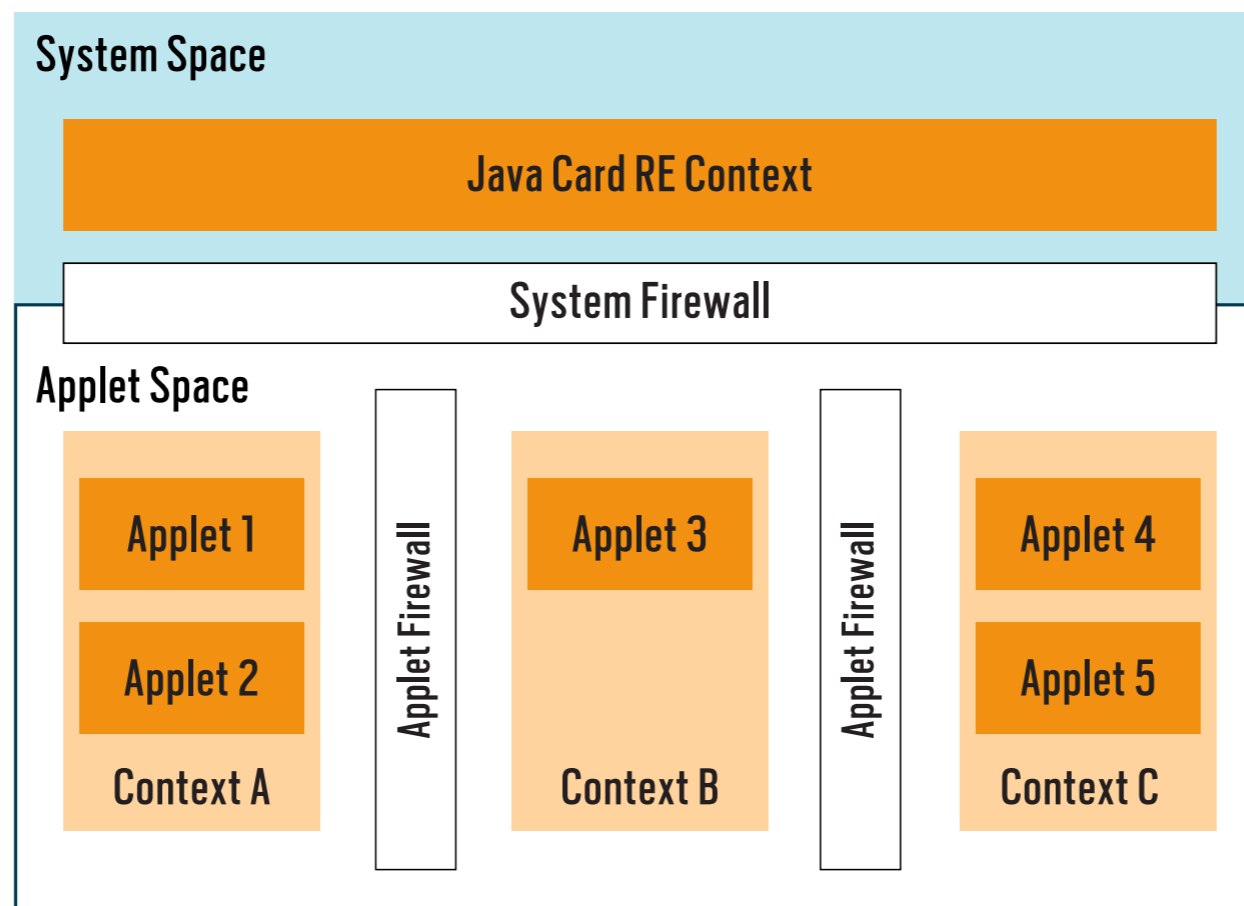 System Space
Java Card RE Context
System Firewall
Applet Space
Applet 1
Applet 2
Context A
Applet Firewall
Applet 3
Context B
Applet Firewall
Applet 4
Applet 5
Context C